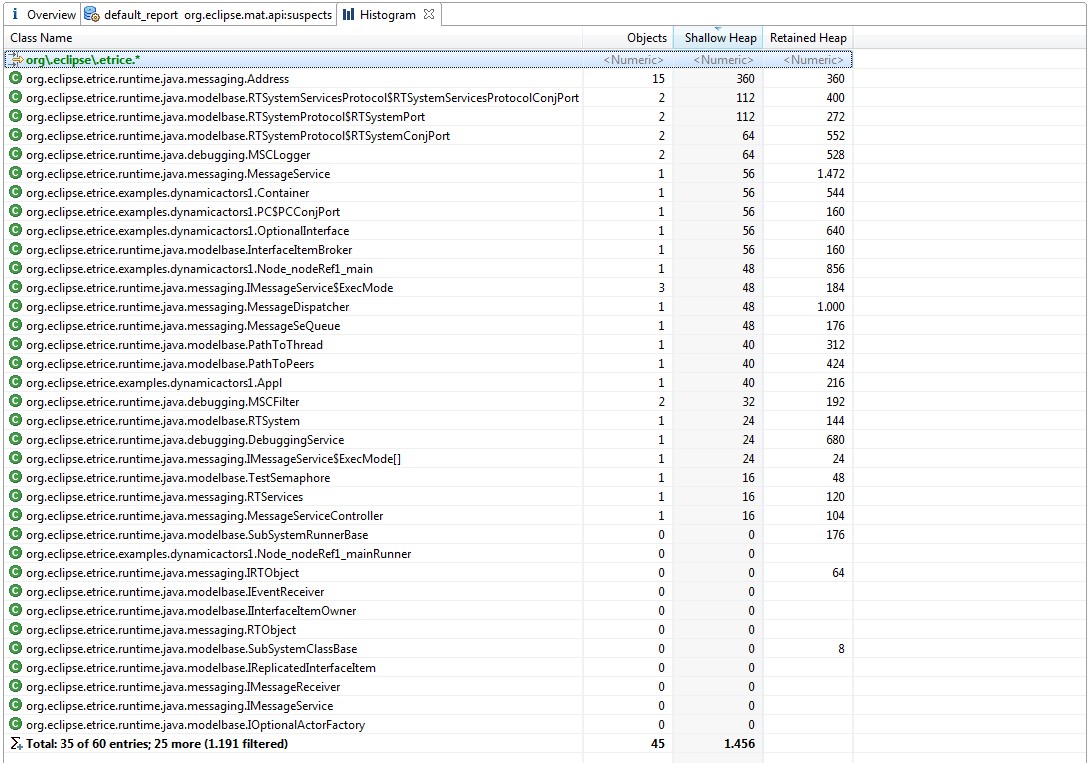 Overview default_report org.eclipse.mat.api:suspects Histogram
Class Name Objects Shallow Heap Retained Heap
org\.eclipse\.etrice.* <Numeric> <Numeric> <Numeric>
org.eclipse.etrice.runtime.java.messaging.Address 15 360 360
org.eclipse.etrice.runtime.java.modelbase.RTSystemServicesProtocol$RTSystemServicesProtocolConjPort 2 112 400
org.eclipse.etrice.runtime.java.modelbase.RTSystemProtocol$RTSystemPort 2 112 272
org.eclipse.etrice.runtime.java.modelbase.RTSystemProtocol$RTSystemConjPort 2 64 552
org.eclipse.etrice.runtime.java.debugging.MSCLogger 2 64 528
org.eclipse.etrice.runtime.java.messaging.MessageService 1 56 1.472
org.eclipse.etrice.examples.dynamicactors1.Container 1 56 544
org.eclipse.etrice.examples.dynamicactors1.PC$PCConjPort 1 56 160
org.eclipse.etrice.examples.dynamicactors1.OptionalInterface 1 56 640
org.eclipse.etrice.runtime.java.modelbase.InterfaceItemBroker 1 56 160
org.eclipse.etrice.examples.dynamicactors1.Node_nodeRef1_main 1 48 856
org.eclipse.etrice.runtime.java.messaging.IMessageService$ExecMode 3 48 184
org.eclipse.etrice.runtime.java.messaging.MessageDispatcher 1 48 1.000
org.eclipse.etrice.runtime.java.messaging.MessageSeQueue 1 48 176
org.eclipse.etrice.runtime.java.modelbase.PathToThread 1 40 312
org.eclipse.etrice.runtime.java.modelbase.PathToPeers 1 40 424
org.eclipse.etrice.examples.dynamicactors1.Appl 1 40 216
org.eclipse.etrice.runtime.java.debugging.MSCFilter 2 32 192
org.eclipse.etrice.runtime.java.modelbase.RTSystem 1 24 144
org.eclipse.etrice.runtime.java.debugging.DebuggingService 1 24 680
org.eclipse.etrice.runtime.java.messaging.IMessageService$ExecMode[] 1 24 24
org.eclipse.etrice.runtime.java.modelbase.TestSemaphore 1 16 48
org.eclipse.etrice.runtime.java.messaging.RTServices 1 16 120
org.eclipse.etrice.runtime.java.messaging.MessageServiceController 1 16 104
org.eclipse.etrice.runtime.java.modelbase.SubSystemRunnerBase 0 0 176
org.eclipse.etrice.examples.dynamicactors1.Node_nodeRef1_mainRunner 0 0
org.eclipse.etrice.runtime.java.messaging.IRTObject 0 0 64
org.eclipse.etrice.runtime.java.modelbase.IEventReceiver 0 0
org.eclipse.etrice.runtime.java.modelbase.IInterfaceItemOwner 0 0
org.eclipse.etrice.runtime.java.messaging.RTObject 0 0
org.eclipse.etrice.runtime.java.modelbase.SubSystemClassBase 0 0 8
org.eclipse.etrice.runtime.java.modelbase.IReplicatedInterfaceItem 0 0
org.eclipse.etrice.runtime.java.messaging.IMessageReceiver 0 0
org.eclipse.etrice.runtime.java.messaging.IMessageService 0 0
org.eclipse.etrice.runtime.java.modelbase.IOptionalActorFactory 0 0
Total: 35 of 60 entries; 25 more (1.191 filtered) 45 1.456